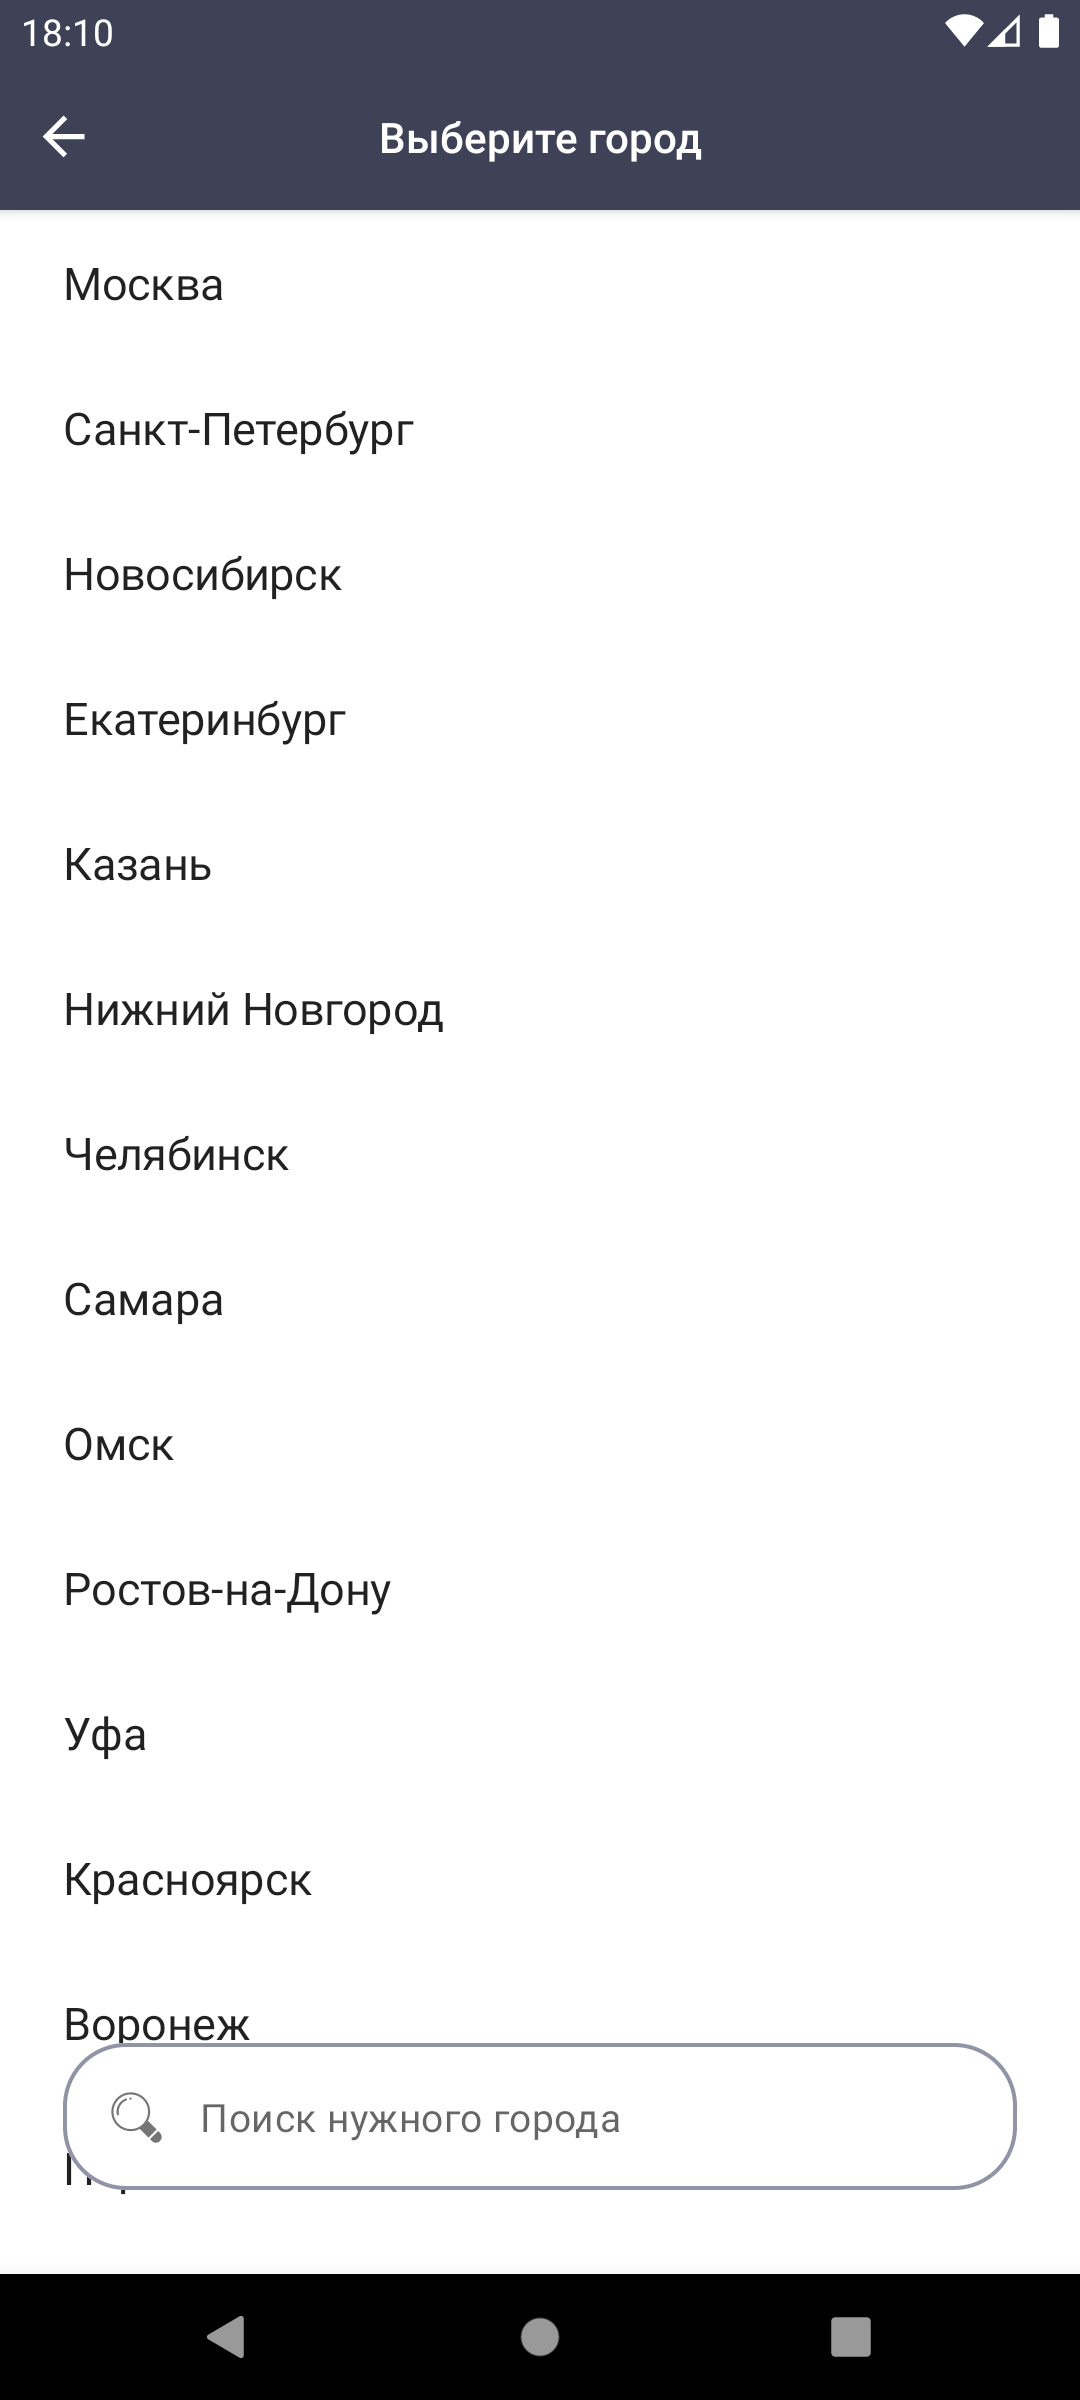 18:10
Выберите город
Москва
Санкт-Петербург
Новосибирск
Екатеринбург
Казань
Нижний Новгород
Челябинск
Самара
Омск
Ростов-на-Дону
Уфа
Красноярск
Воронеж
Поиск нужного города